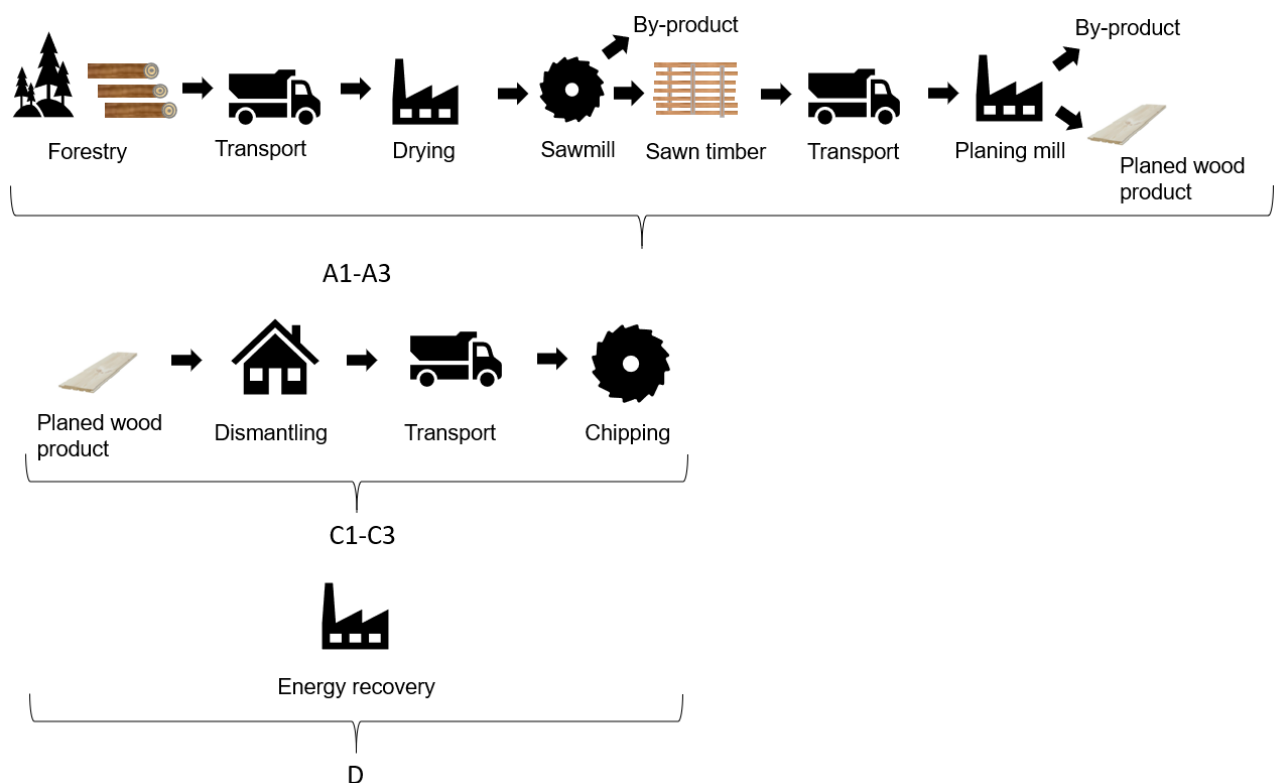 By-product
By-product
Forestry
Transport
Drying
Sawmill
Sawn timber
Transport
Planing mill
Planed wood
product
A1-A3
Planed wood
product
Dismantling
Transport
Chipping
C1-C3
Energy recovery
D